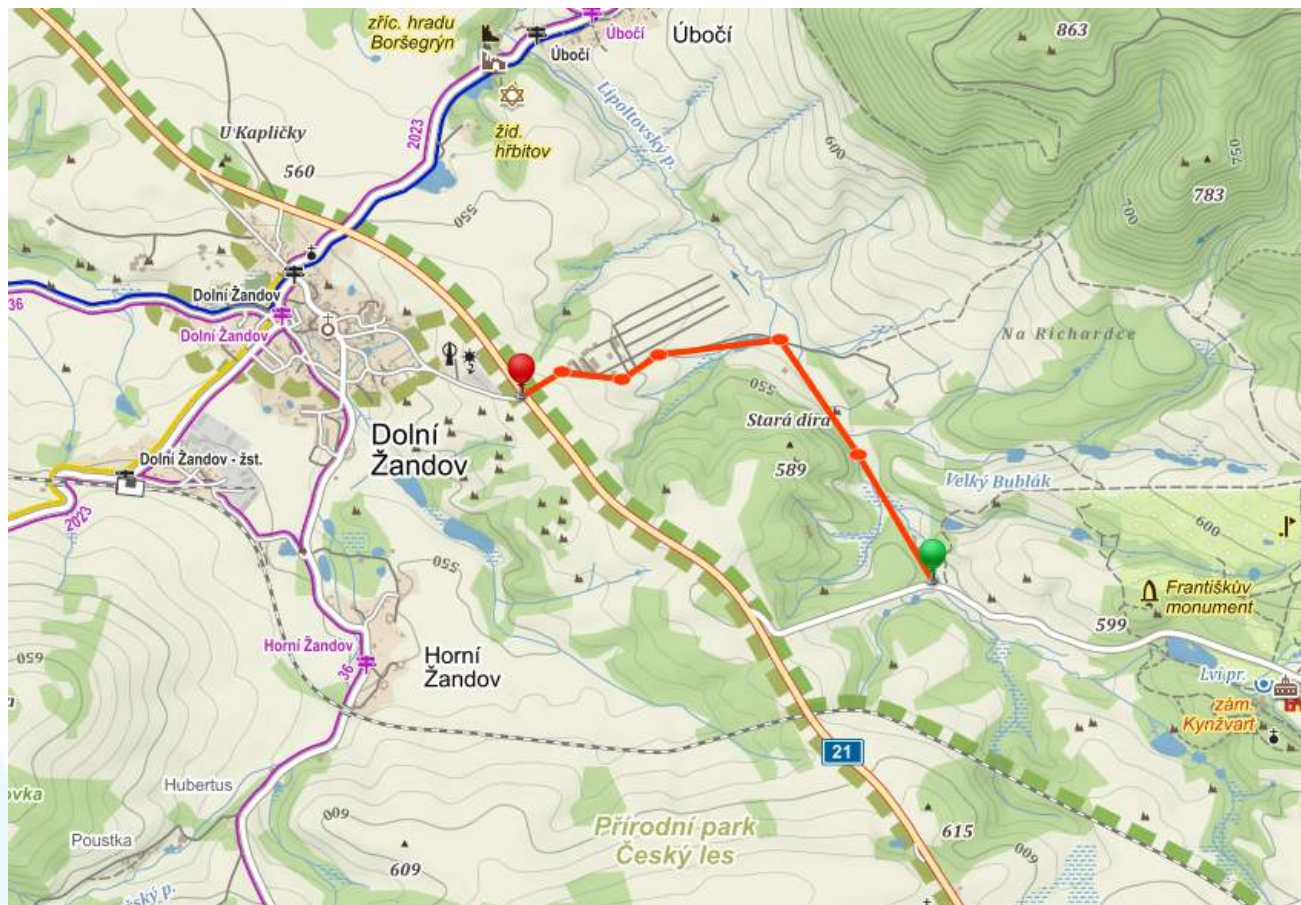 zříc. hradu
Boršegrýn
Úbočí
Úbočí
Úbočí
863
U Kapličky
2023
žid.
hřbitov
Lipoltovský p.
600
560
550
750
783
700
36
Dolní Žandov
Dolní Žandov
Na Richardce
550
Stará díra
589
Dolní
Žandov
Dolní Žandov - žst.
2023
Velký Bublák
600
550
Františkův
monument
599
Horní Žandov
36
Horní
Žandov
650
Lví pr.
zám.
Kynžvart
21
Hubertus
ovka
600
Poustka
609
Přírodní park
Český les
615
600
ský p.